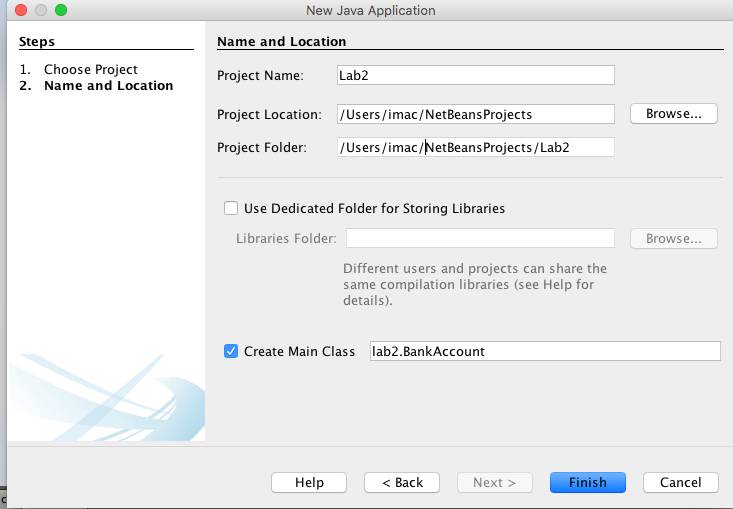 New Java Application
Steps
1. Choose Project
2. Name and Location
Name and Location
Project Name: Lab2
Project Location: /Users/imac/NetBeansProjects Browse...
Project Folder: /Users/imac/NetBeansProjects/Lab2
Use Dedicated Folder for Storing Libraries
Libraries Folder: Browse...
Different users and projects can share the
same compilation libraries (see Help for
details).
Create Main Class lab2.BankAccount
Help < Back Next > Finish Cancel